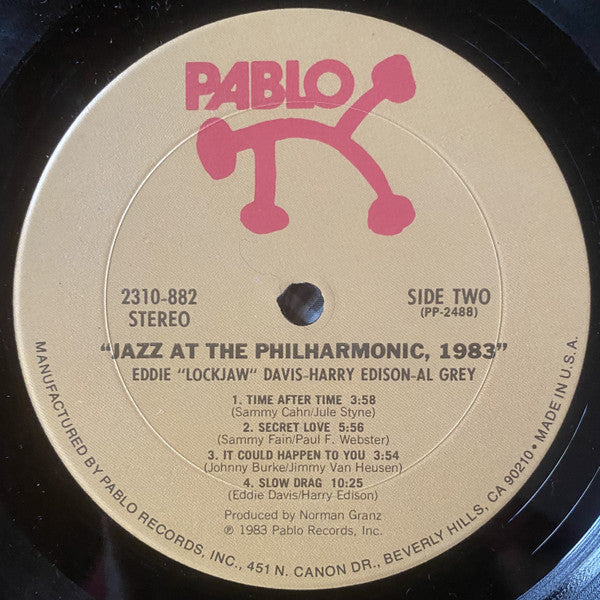 PABLO
2310-882
STEREO
SIDE TWO
(PP-2488)
"JAZZ AT THE PHILHARMONIC, 1983"
EDDIE "LOCKJAW" DAVIS-HARRY EDISON-AL GREY
1. TIME AFTER TIME 3:58
(Sammy Cahn/Jule Styne)
2. SECRET LOVE 5:56
(Sammy Fain/Paul F. Webster)
3. IT COULD HAPPEN TO YOU 3:54
(Johnny Burke/Jimmy Van Heusen)
4. SLOW DRAG 10:25
(Eddie Davis/Harry Edison)
Produced by Norman Granz
℗ 1983 Pablo Records, Inc.
MANUFACTURED BY PABLO RECORDS, INC., 451 N. CANON DR., BEVERLY HILLS, CA 90210 • MADE IN U.S.A.